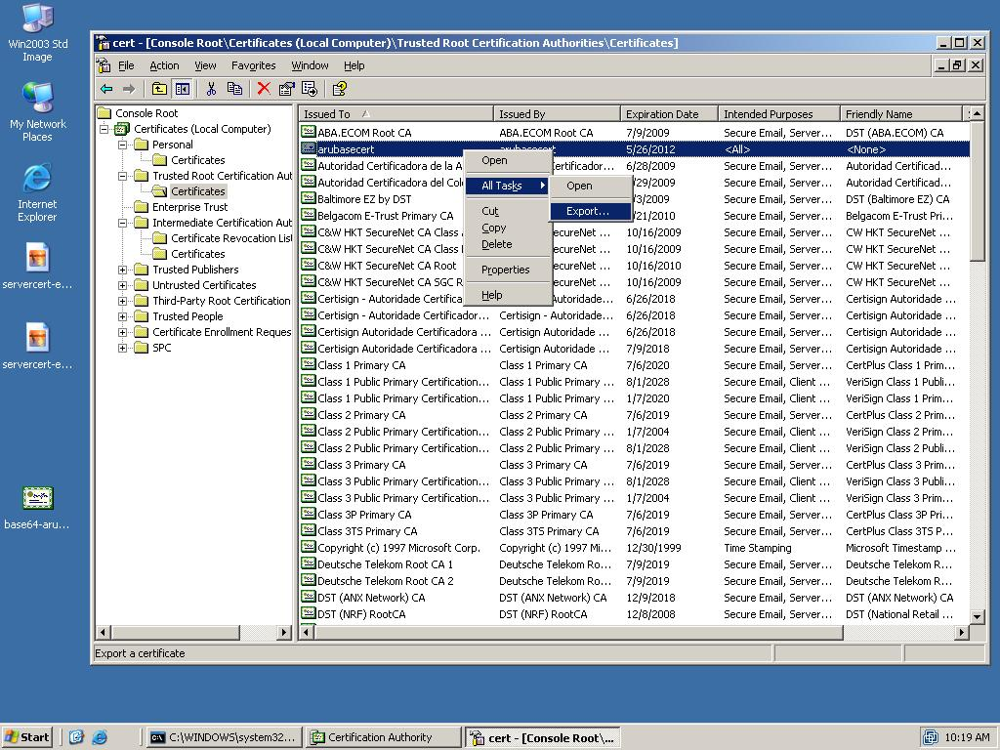 Win2003 Std
Image
My Network
Places
Internet
Explorer
servercert-e...
servercert-e...
base64-aru...
cert - [Console Root\Certificates (Local Computer)\Trusted Root Certification Authorities\Certificates]
File Action View Favorites Window Help
Console Root
Certificates (Local Computer)
Personal
Certificates
Trusted Root Certification Aut
Certificates
Enterprise Trust
Intermediate Certification Aut
Certificate Revocation List
Certificates
Trusted Publishers
Untrusted Certificates
Third-Party Root Certification
Trusted People
Certificate Enrollment Reques
SPC
Issued To Issued By Expiration Date Intended Purposes Friendly Name
ABA.ECOM Root CA ABA.ECOM Root CA 7/9/2009 Secure Email, Server... DST (ABA.ECOM) CA
arubasecert arubasecert 5/26/2012 <All> <None>
Autoridad Certificadora de la A ertificador... 6/28/2009 Secure Email, Server... Autoridad Certificad...
Autoridad Certificadora del Col /29/2009 Secure Email, Server... Autoridad Certificad...
Baltimore EZ by DST /3/2009 Secure Email, Server... DST (Baltimore EZ) CA
Belgacom E-Trust Primary CA /21/2010 Secure Email, Server... Belgacom E-Trust Pri...
C&W HKT SecureNet CA Class ecureNet ... 10/16/2009 Secure Email, Server... CW HKT SecureNet ...
C&W HKT SecureNet CA Class ecureNet ... 10/16/2009 Secure Email, Server... CW HKT SecureNet ...
C&W HKT SecureNet CA Root ecureNet ... 10/16/2010 Secure Email, Server... CW HKT SecureNet ...
C&W HKT SecureNet CA SGC R ecureNet ... 10/16/2009 Secure Email, Server... CW HKT SecureNet ...
Certisign - Autoridade Certificadora Certisign Autoridade ... 6/26/2018 Secure Email, Server... Certisign Autoridade ...
Certisign - Autoridade Certificador... Certisign - Autoridade... 6/26/2018 Secure Email, Server... Certisign - Autoridad...
Certisign Autoridade Certificadora ... Certisign Autoridade ... 6/26/2018 Secure Email, Server... Certisign Autoridade ...
Certisign Autoridade Certificadora ... Certisign Autoridade ... 7/9/2018 Secure Email, Server... Certisign Autoridade ...
Class 1 Primary CA Class 1 Primary CA 7/6/2020 Secure Email, Server... CertPlus Class 1 Prim...
Class 1 Public Primary Certification... Class 1 Public Primary ... 8/1/2028 Secure Email, Client ... VeriSign Class 1 Publi...
Class 1 Public Primary Certification... Class 1 Public Primary ... 1/7/2020 Secure Email, Client ... VeriSign Class 1 Prim...
Class 2 Primary CA Class 2 Primary CA 7/6/2019 Secure Email, Server... CertPlus Class 2 Prim...
Class 2 Public Primary Certification... Class 2 Public Primary ... 1/7/2004 Secure Email, Client ... VeriSign Class 2 Prim...
Class 2 Public Primary Certification... Class 2 Public Primary ... 8/1/2028 Secure Email, Client ... VeriSign Class 2 Publi...
Class 3 Primary CA Class 3 Primary CA 7/6/2019 Secure Email, Server... CertPlus Class 3 Prim...
Class 3 Public Primary Certification... Class 3 Public Primary ... 8/1/2028 Secure Email, Client ... VeriSign Class 3 Publi...
Class 3 Public Primary Certification... Class 3 Public Primary ... 1/7/2004 Secure Email, Client ... VeriSign Class 3 Prim...
Class 3P Primary CA Class 3P Primary CA 7/6/2019 Secure Email, Server... CertPlus Class 3P Pri...
Class 3TS Primary CA Class 3TS Primary CA 7/6/2019 Secure Email, Server... CertPlus Class 3TS P...
Copyright (c) 1997 Microsoft Corp. Copyright (c) 1997 Mi... 12/30/1999 Time Stamping Microsoft Timestamp ...
Deutsche Telekom Root CA 1 Deutsche Telekom Ro... 7/9/2019 Secure Email, Server... Deutsche Telekom R...
Deutsche Telekom Root CA 2 Deutsche Telekom Ro... 7/9/2019 Secure Email, Server... Deutsche Telekom R...
DST (ANX Network) CA DST (ANX Network) CA 12/9/2018 Secure Email, Server... DST (ANX Network) CA
DST (NRF) RootCA DST (NRF) RootCA 12/8/2008 Secure Email, Server... DST (National Retail ...
Open
All Tasks
Cut
Copy
Delete
Properties
Help
Open
Export...
Export a certificate
Start
C:\WINDOWS\system32...
Certification Authority
cert - [Console Root\...
10:19 AM